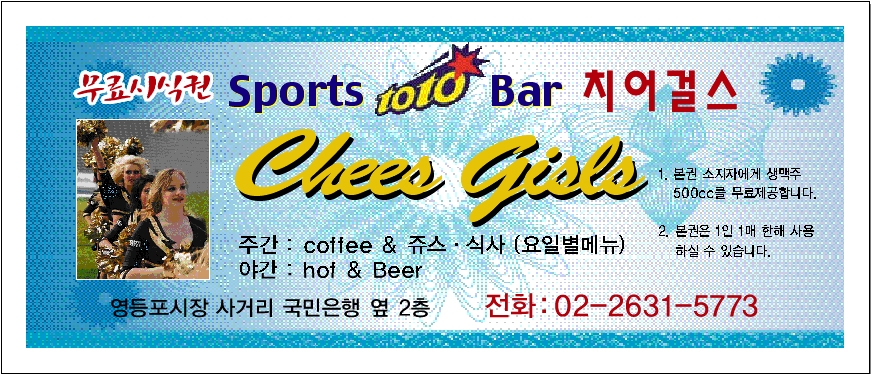 무료시식권 Sports toto Bar 치어걸스
Chees Gisls
1. 본권 소지자에게 생맥주
500cc를 무료제공합니다.
2. 본권은 1인 1매 한해 사용
하실 수 있습니다.
주간 : coffee & 쥬스·식사 (요일별메뉴)
야간 : hof & Beer
영등포시장 사거리 국민은행 옆 2층 전화: 02-2631-5773